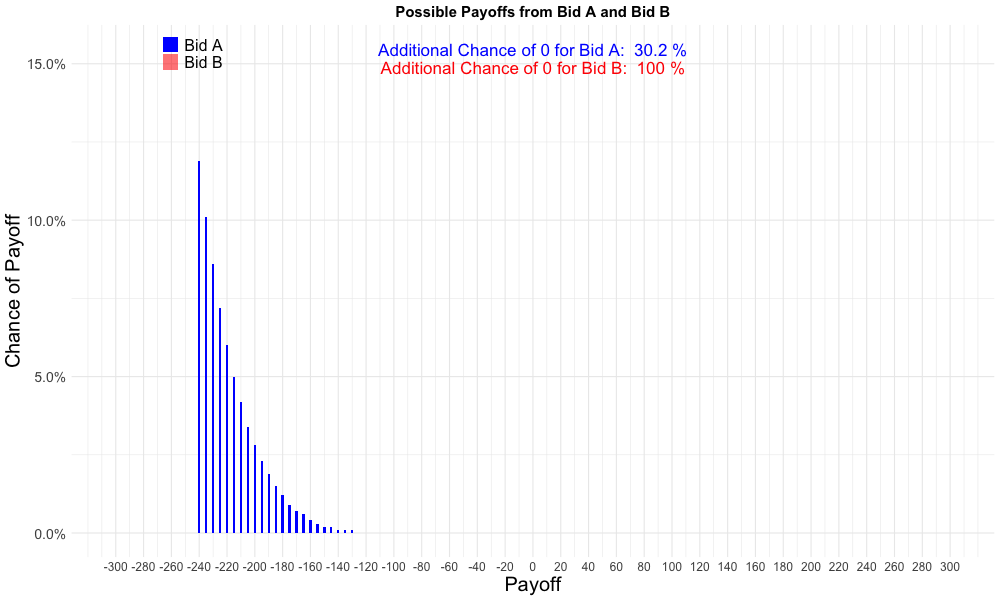 Possible Payoffs from Bid A and Bid B
Bid A
Bid B
Additional Chance of 0 for Bid A:  30.2 %
Additional Chance of 0 for Bid B:  100 %
Chance of Payoff
15.0%
10.0%
5.0%
0.0%
-300 -280 -260 -240 -220 -200 -180 -160 -140 -120 -100 -80 -60 -40 -20 0 20 40 60 80 100 120 140 160 180 200 220 240 260 280 300
Payoff